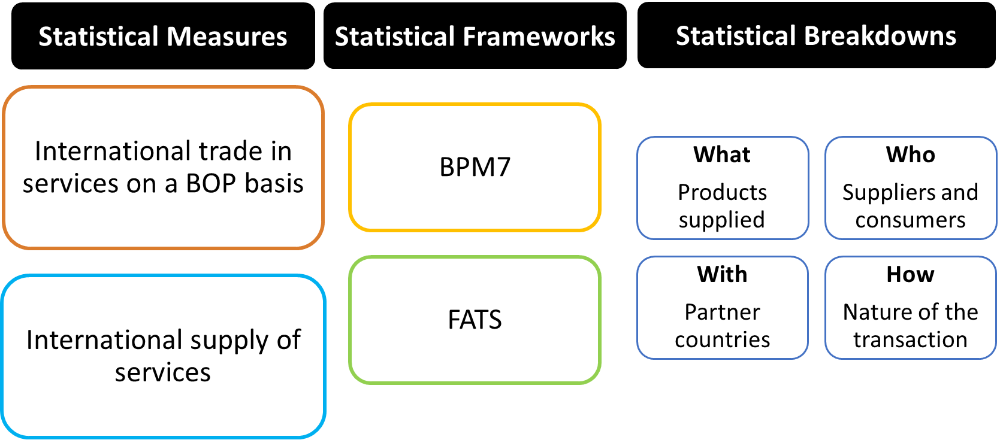 Statistical Measures
Statistical Frameworks
Statistical Breakdowns
International trade in
services on a BOP basis
International supply of
services
BPM7
FATS
What
Products
supplied
Who
Suppliers and
consumers
With
Partner
countries
How
Nature of the
transaction